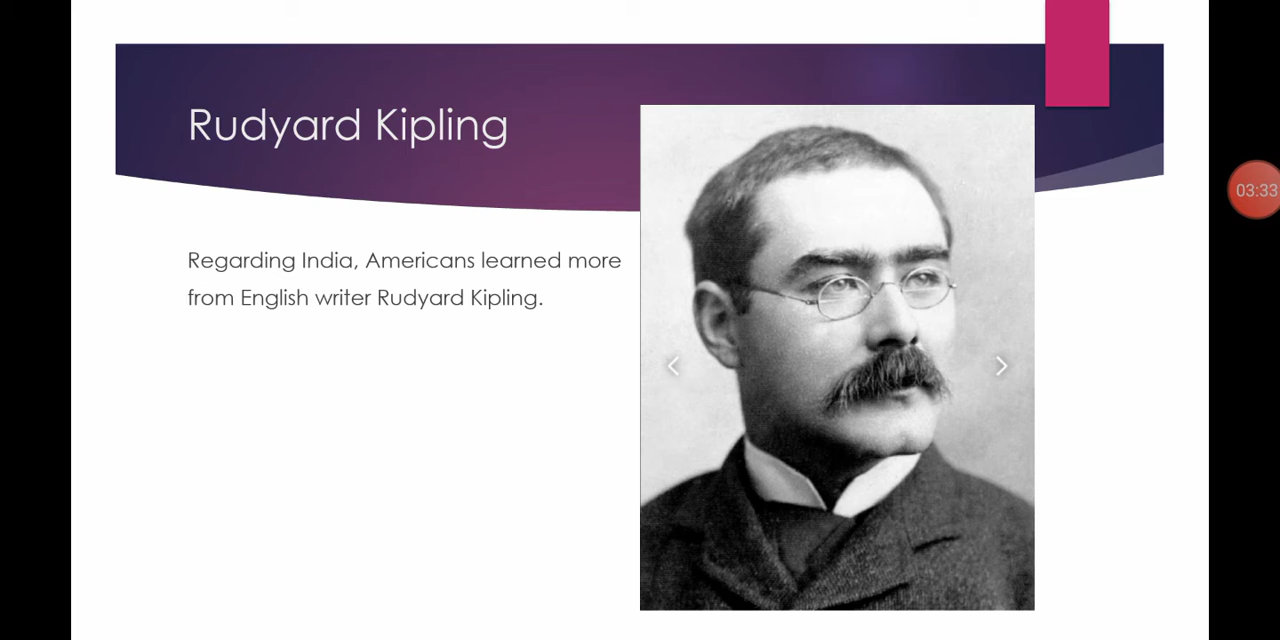 Rudyard Kipling
Regarding India, Americans learned more
from English writer Rudyard Kipling.
03:33